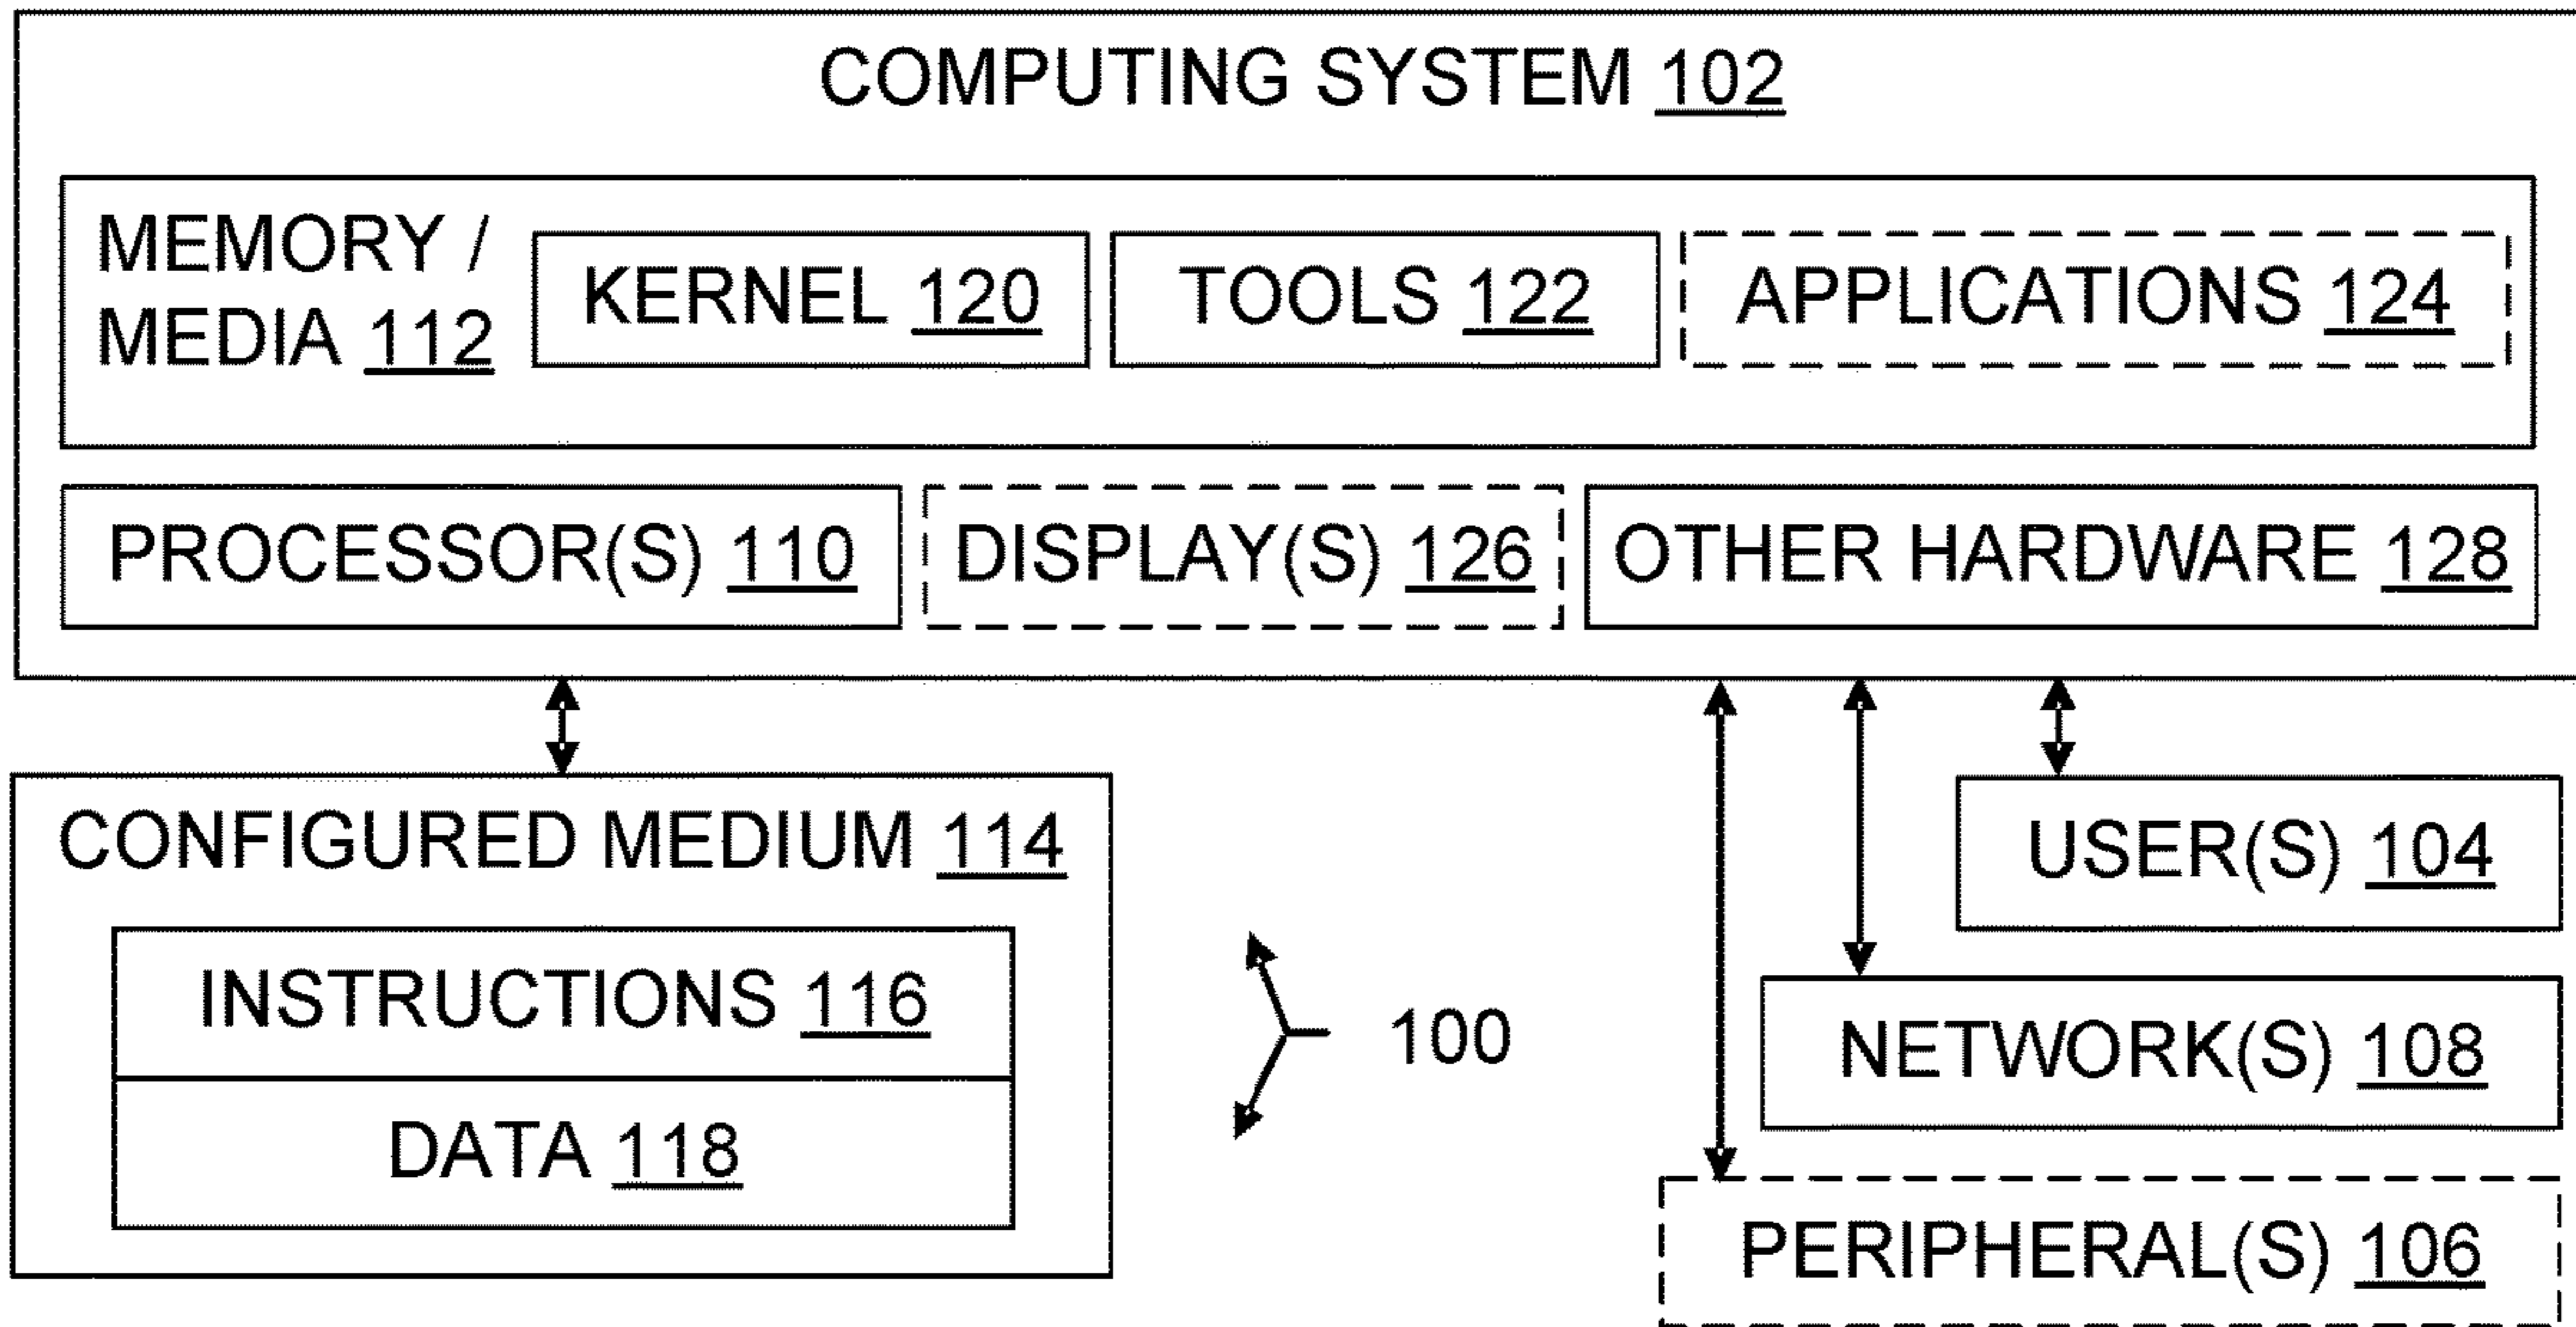 COMPUTING SYSTEM 102
MEMORY /
MEDIA 112
KERNEL 120
TOOLS 122
APPLICATIONS 124
PROCESSOR(S) 110
DISPLAY(S) 126
OTHER HARDWARE 128
CONFIGURED MEDIUM 114
INSTRUCTIONS 116
DATA 118
100
USER(S) 104
NETWORK(S) 108
PERIPHERAL(S) 106